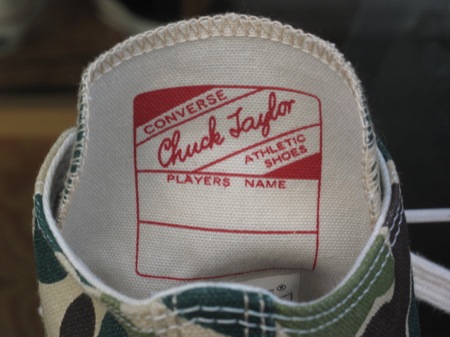 CONVERSE
Chuck Taylor
ATHLETIC
SHOES
PLAYERS NAME
®